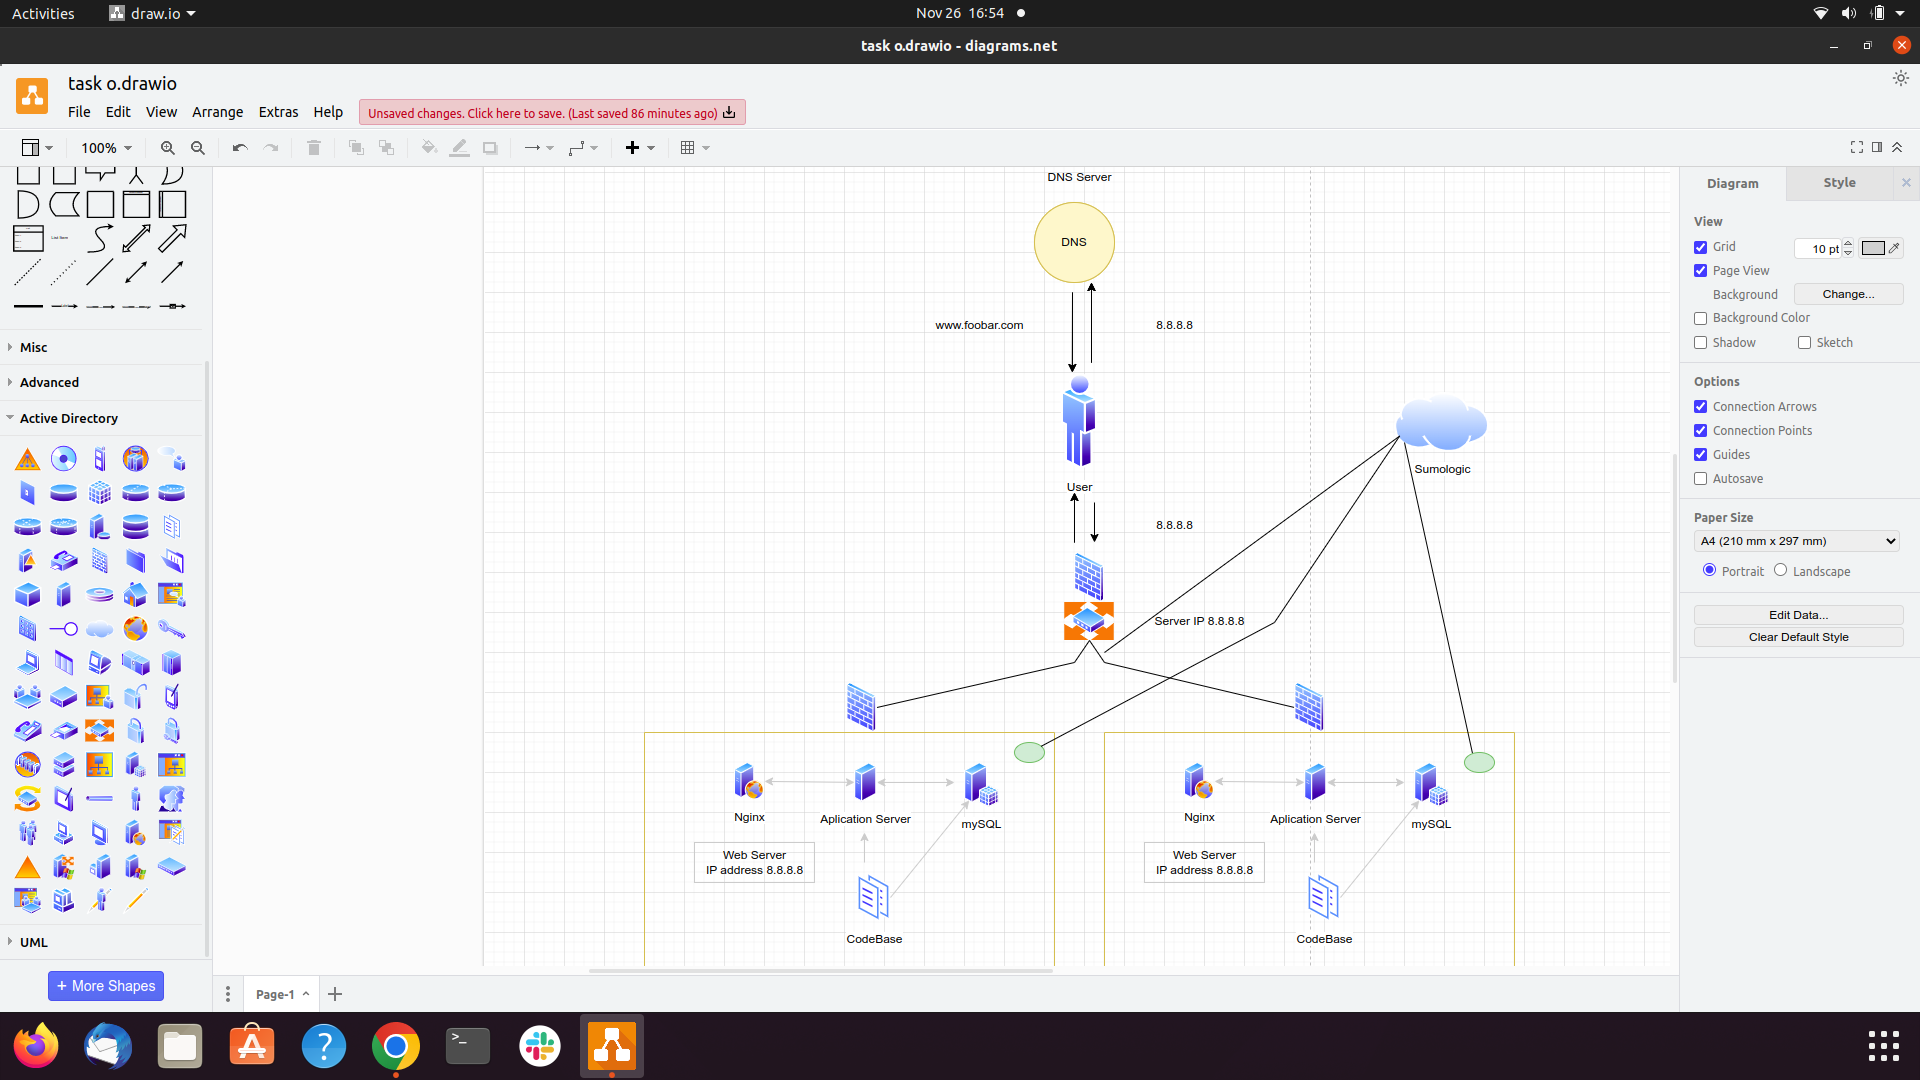 Activities
draw.io
Nov 26 16:54
task o.drawio - diagrams.net
task o.drawio
File Edit View Arrange Extras Help
Unsaved changes. Click here to save. (Last saved 86 minutes ago)
100%
Misc
Advanced
Active Directory
UML
+ More Shapes
DNS Server
DNS
www.foobar.com
8.8.8.8
User
8.8.8.8
Sumologic
Server IP 8.8.8.8
Nginx
Aplication Server
mySQL
Web Server
IP address 8.8.8.8
CodeBase
Nginx
Aplication Server
mySQL
Web Server
IP address 8.8.8.8
CodeBase
Page-1
Diagram
Style
View
Grid
10 pt
Page View
Background
Change...
Background Color
Shadow
Sketch
Options
Connection Arrows
Connection Points
Guides
Autosave
Paper Size
A4 (210 mm x 297 mm)
Portrait
Landscape
Edit Data...
Clear Default Style